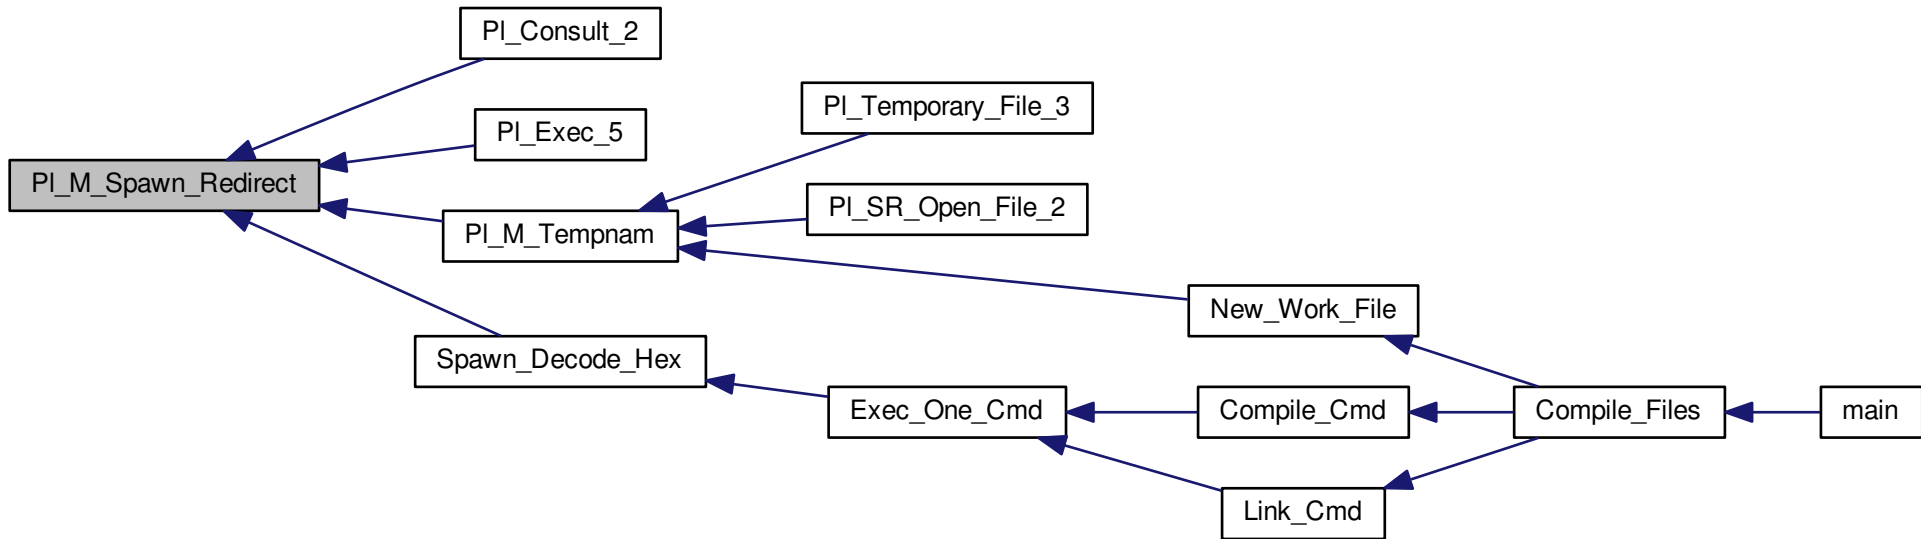 Pl_Consult_2
Pl_Temporary_File_3
Pl_Exec_5
Pl_M_Spawn_Redirect
Pl_SR_Open_File_2
Pl_M_Tempnam
New_Work_File
Spawn_Decode_Hex
Exec_One_Cmd
Compile_Cmd
Compile_Files
main
Link_Cmd